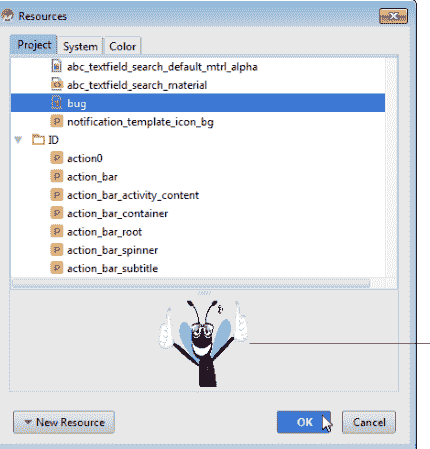 Resources
Project System Color
abc_textfield_search_default_mtrl_alpha
abc_textfield_search_material
bug
notification_template_icon_bg
ID
action0
action_bar
action_bar_activity_content
action_bar_container
action_bar_root
action_bar_spinner
action_bar_subtitle
New Resource OK Cancel